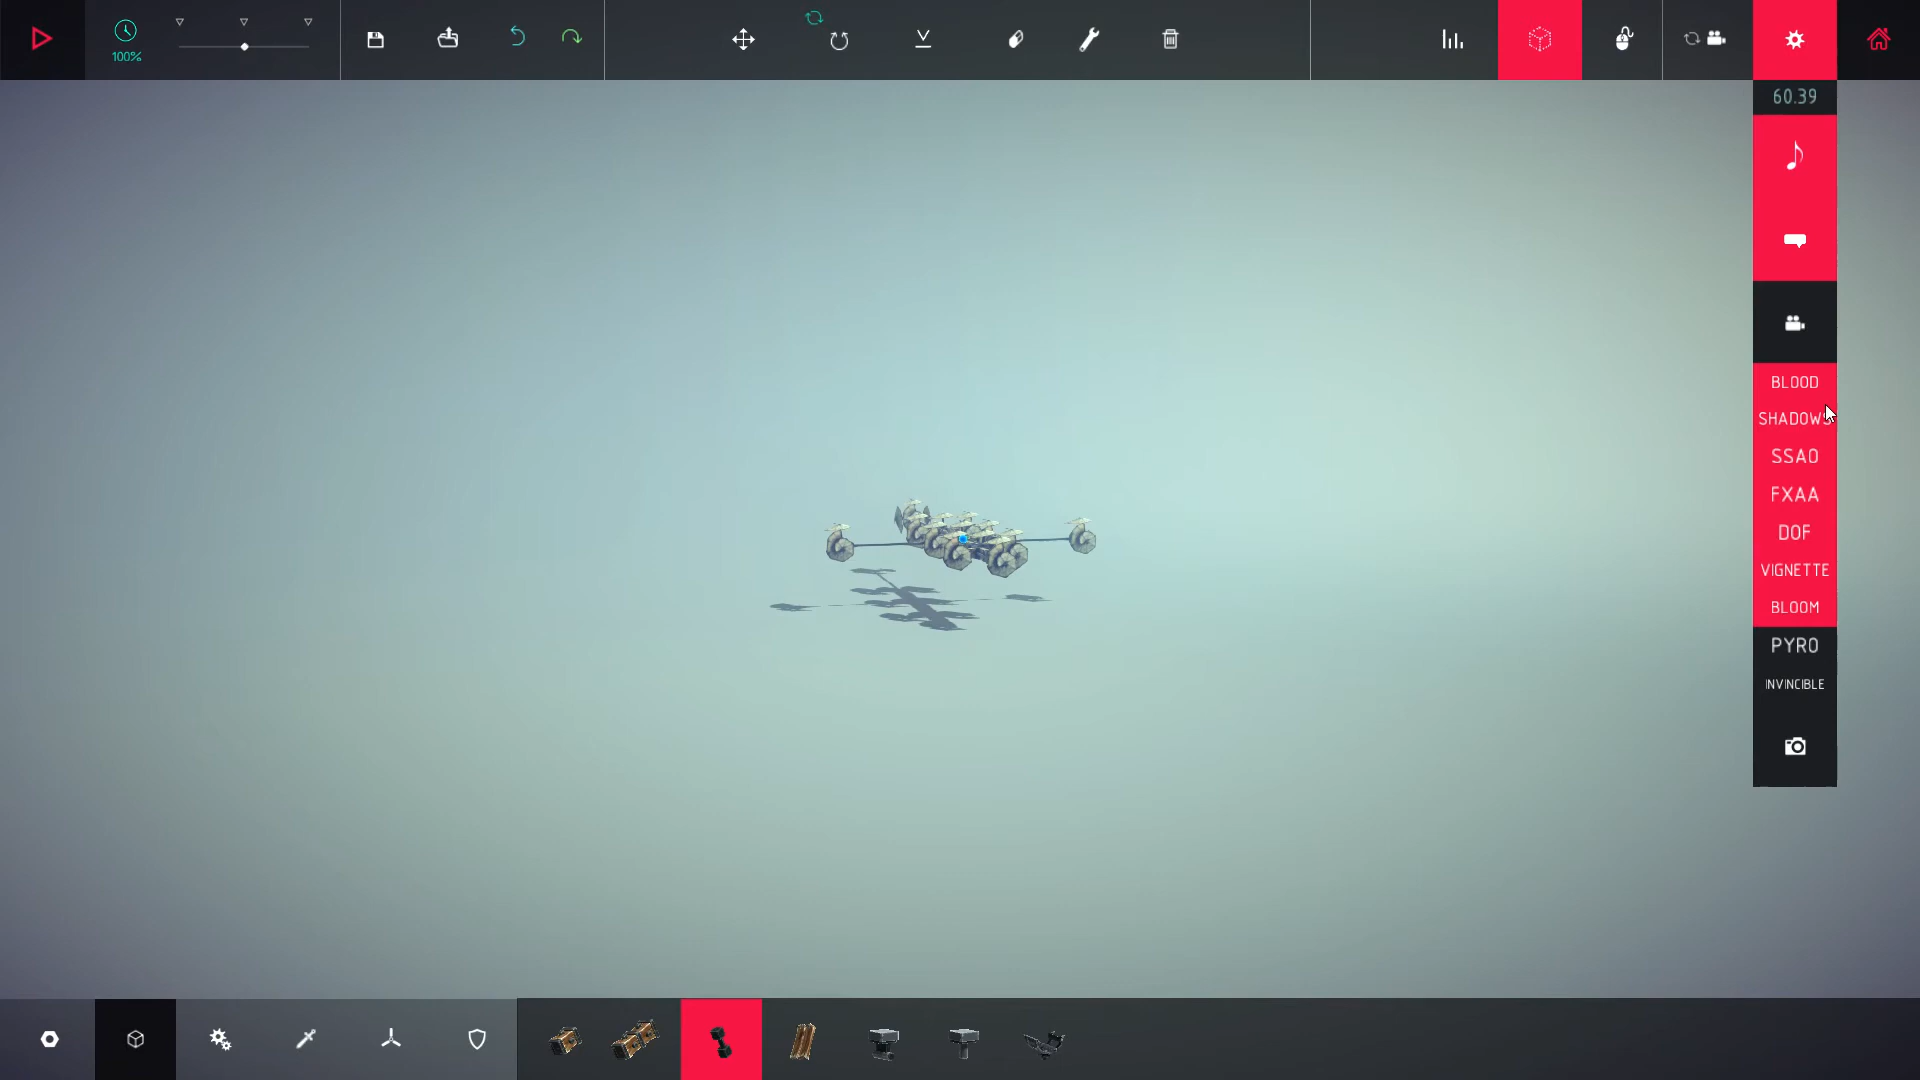 100%
60.39
BLOOD
SHADOWS
SSAO
FXAA
DOF
VIGNETTE
BLOOM
PYRO
INVINCIBLE